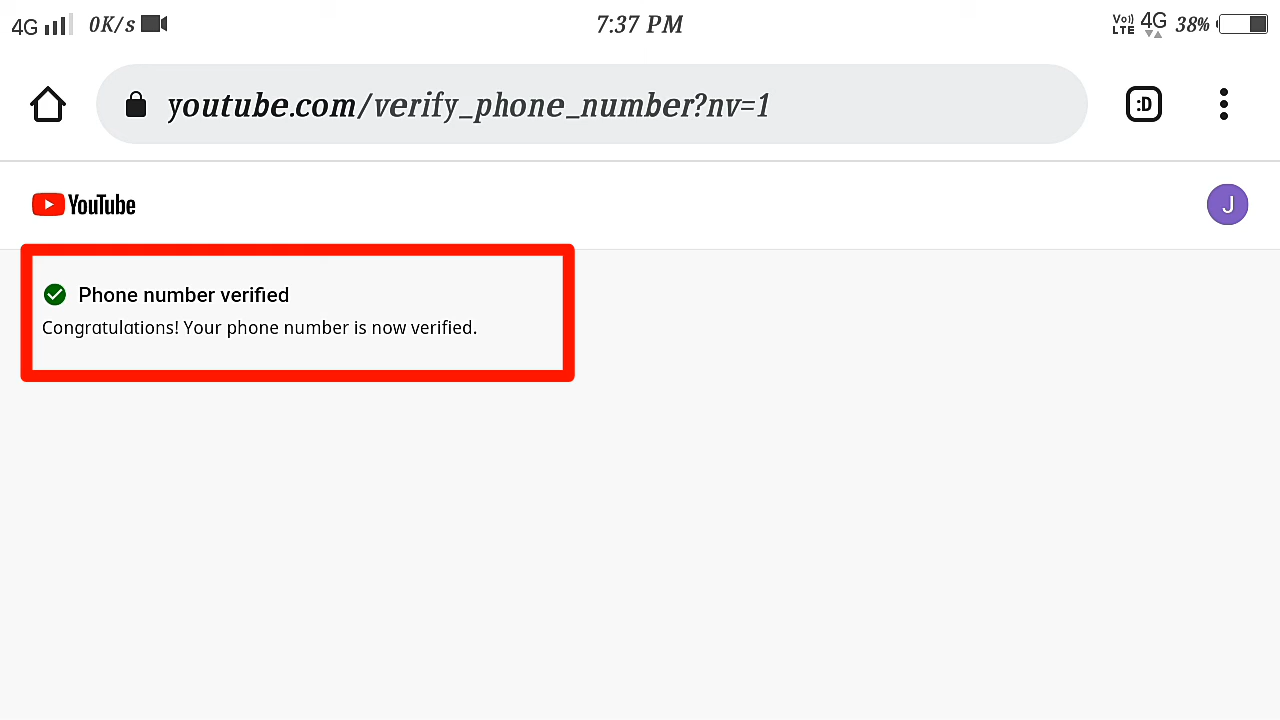 4G 0K/s 7:37 PM Vo)) LTE 4G 38%
youtube.com/verify_phone_number?nv=1 :D
YouTube J
Phone number verified
Congratulations! Your phone number is now verified.